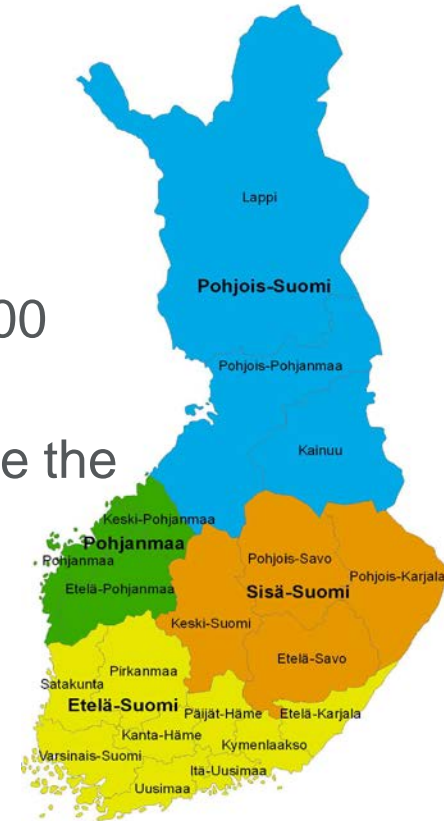 Lappi
Pohjois-Suomi
00
Pohjois-Pohjanmaa
Kainuu
e the
Keski-Pohjanmaa
Pohjanmaa
Pohjanmaa
Etelä-Pohjanmaa
Pohjois-Savo
Pohjois-Karjala
Sisä-Suomi
Keski-Suomi
Etelä-Savo
Pirkanmaa
Satakunta
Etelä-Suomi
Päijät-Häme
Etelä-Karjala
Kanta-Häme
Kymenlaakso
Varsinais-Suomi
Itä-Uusimaa
Uusimaa